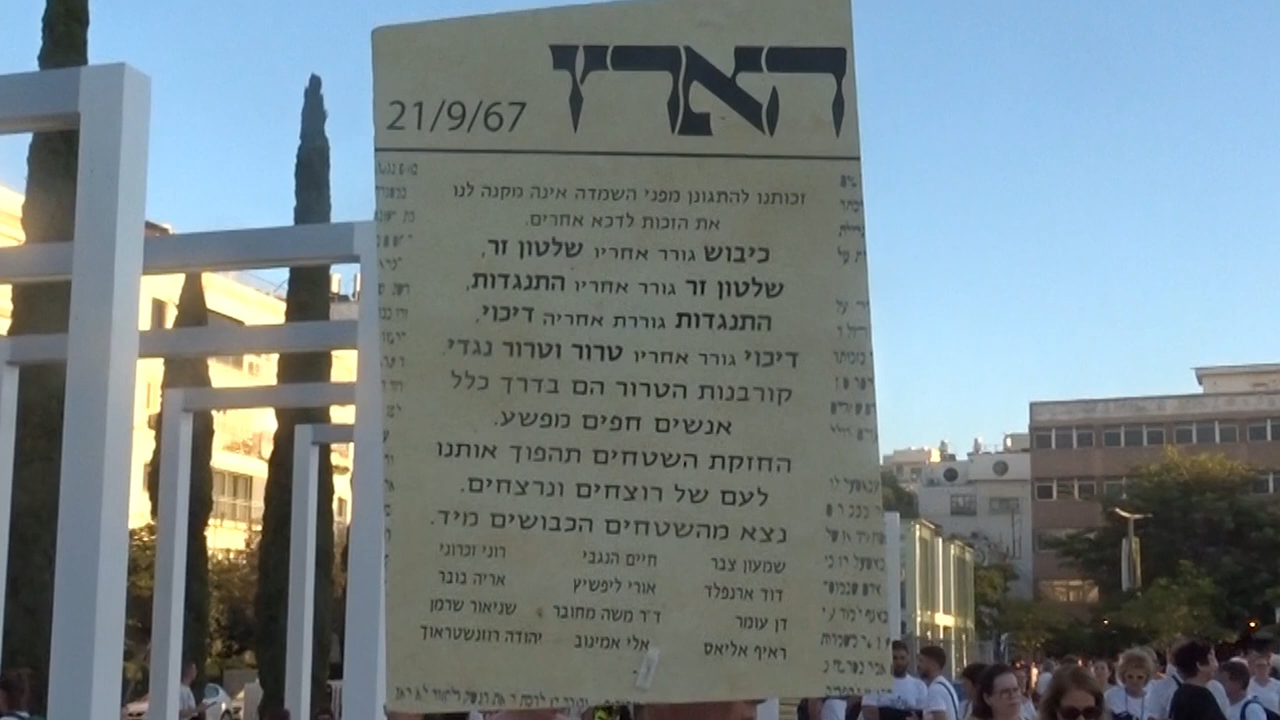 הארץ
21/9/67
זכותנו להתגונן מפני השמדה אינה מקנה לנו
את הזכות לדכא אחרים.
כיבוש גורר אחריו שלטון זר,
שלטון זר גורר אחריו התנגדות,
התנגדות גוררת אחריה דיכוי,
דיכוי גורר אחריו טרור וטרור נגדי.
קורבנות הטרור הם בדרך כלל
אנשים חפים מפשע.
החזקת השטחים תהפוך אותנו
לעם של רוצחים ונרצחים.
נצא מהשטחים הכבושים מיד.
שמעון צבר חיים הנגבי רוני וכרוני
דוד ארנפלד אורי ליפשיץ אריה בובר
דן עומר ד״ר משה מחובר שניאור שרמן
ראיף אליאס אלי אמינוב יהודה רוזנשטראוך